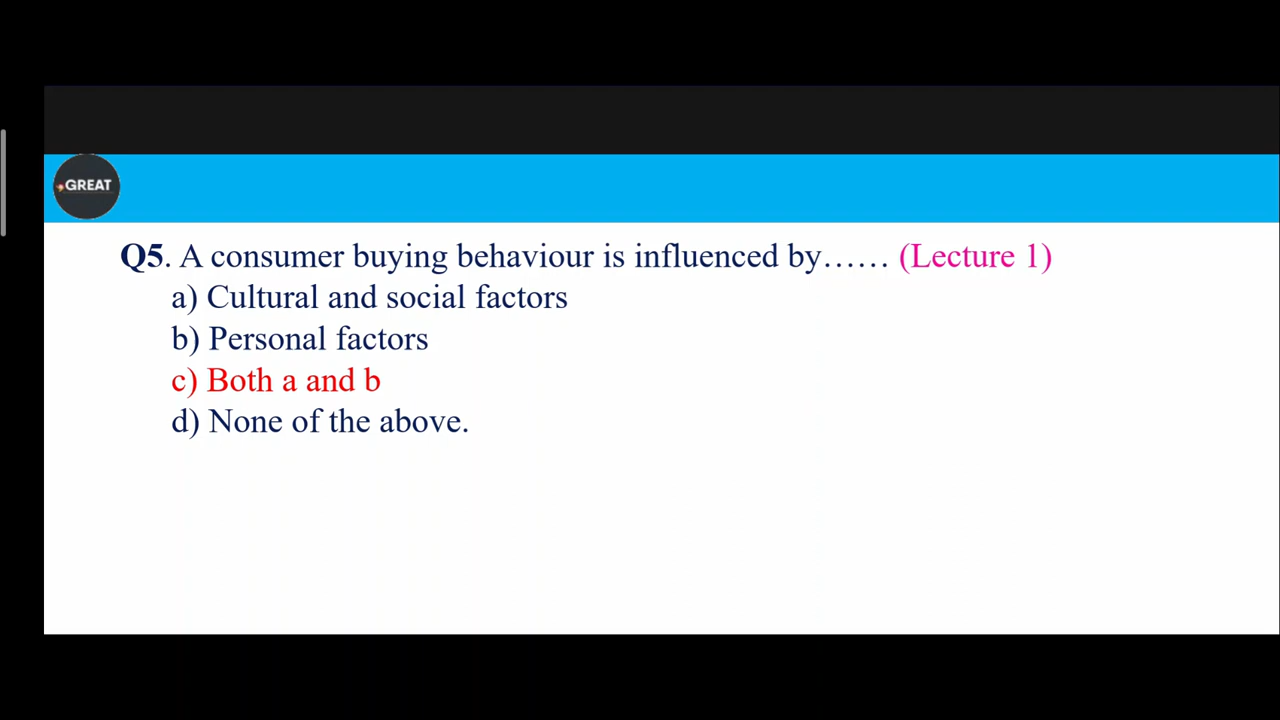 GREAT
Q5. A consumer buying behaviour is influenced by…… (Lecture 1)
a) Cultural and social factors
b) Personal factors
c) Both a and b
d) None of the above.